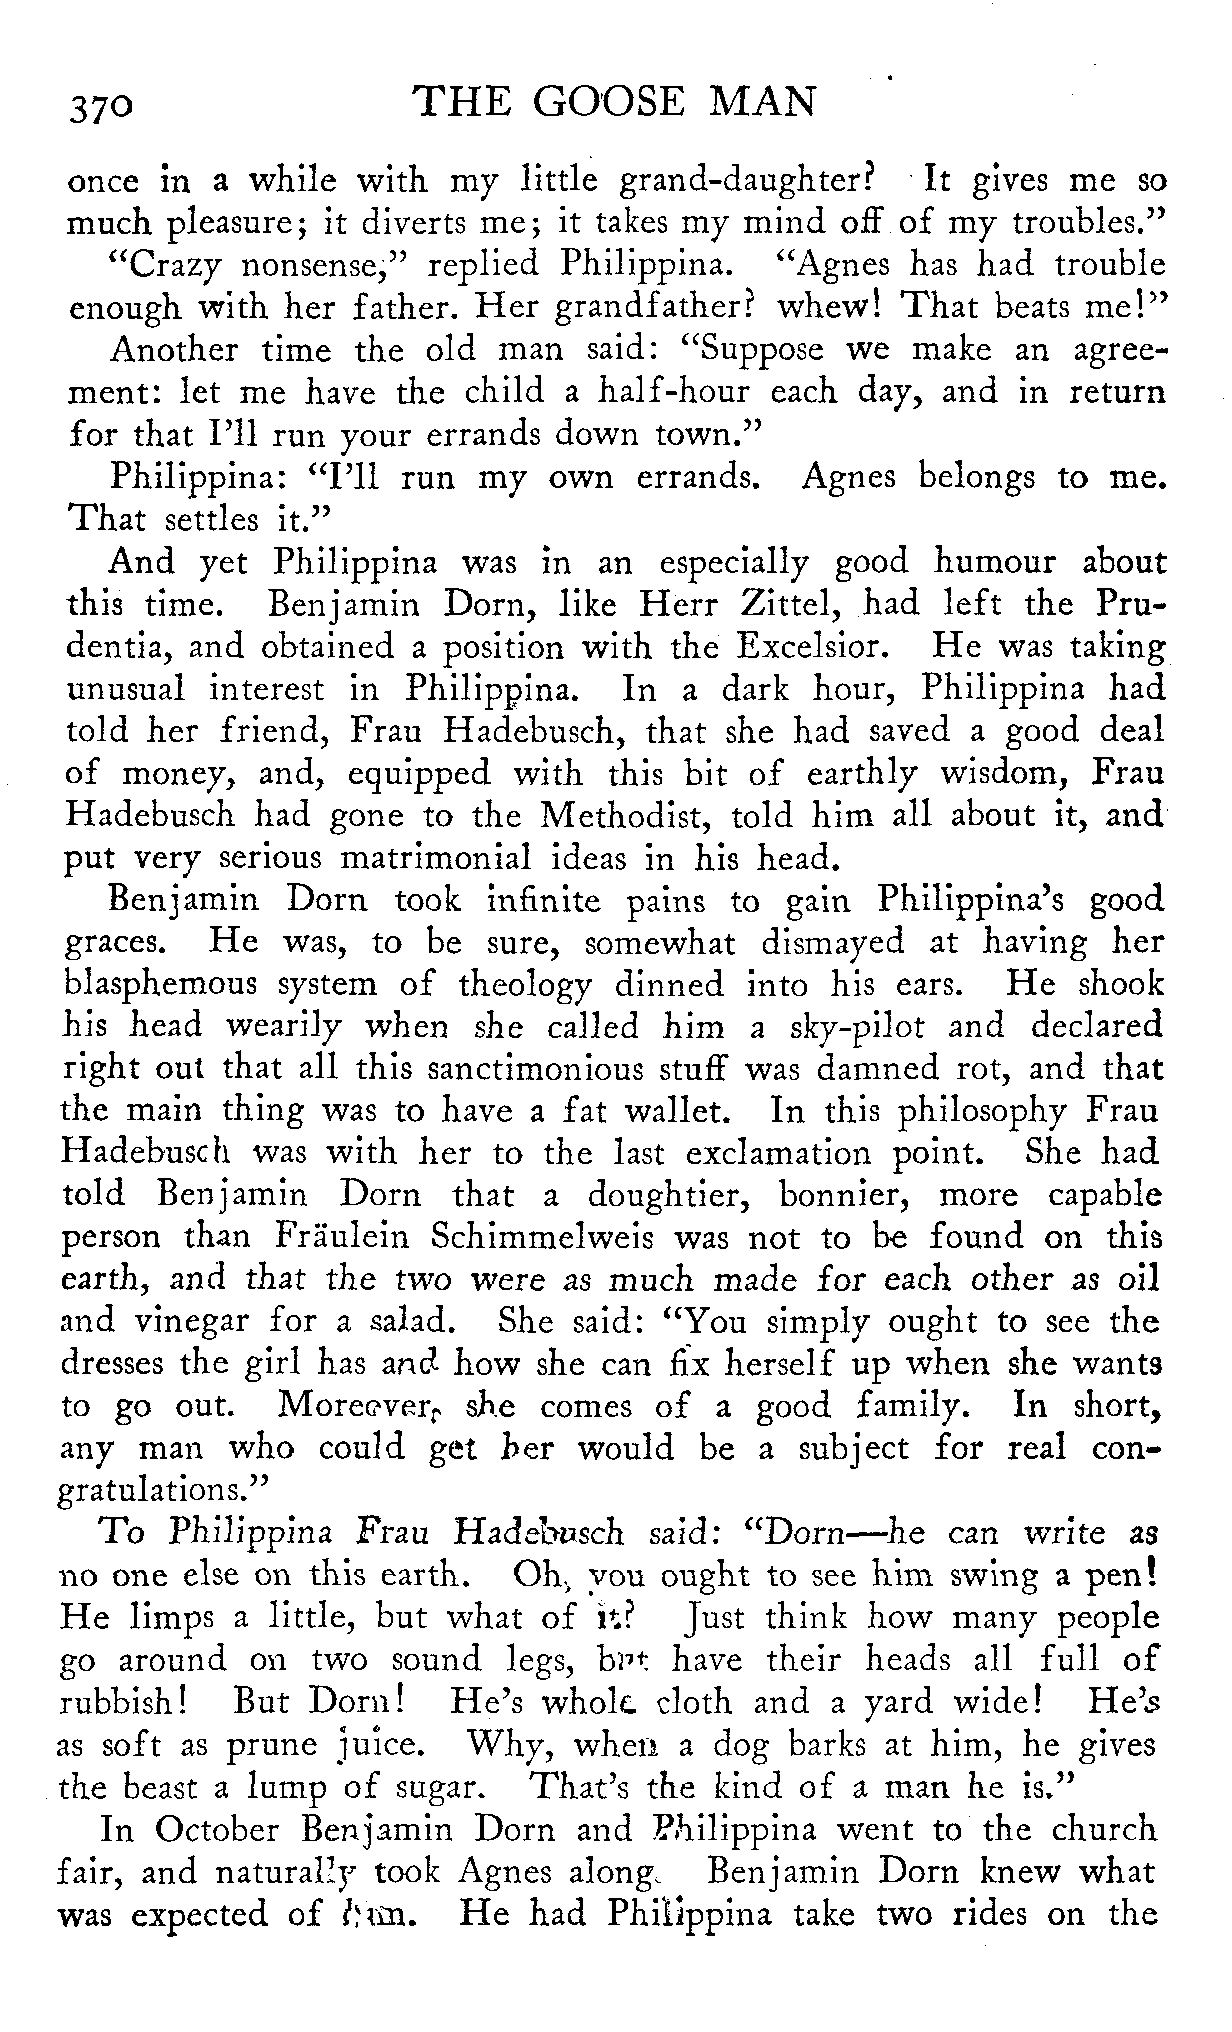 370 THE GOOSE MAN
once in a while with my little grand-daughter? It gives me so
much pleasure; it diverts me; it takes my mind off of my troubles."
"Crazy nonsense," replied Philippina. "Agnes has had trouble
enough with her father. Her grandfather? whew! That beats me!"
Another time the old man said: "Suppose we make an agree-
ment: let me have the child a half-hour each day, and in return
for that I'll run your errands down town."
Philippina: "I'll run my own errands. Agnes belongs to me.
That settles it."
And yet Philippina was in an especially good humour about
this time. Benjamin Dorn, like Herr Zittel, had left the Pru-
dentia, and obtained a position with the Excelsior. He was taking
unusual interest in Philippina. In a dark hour, Philippina had
told her friend, Frau Hadebusch, that she had saved a good deal
of money, and, equipped with this bit of earthly wisdom, Frau
Hadebusch had gone to the Methodist, told him all about it, and
put very serious matrimonial ideas in his head.
Benjamin Dorn took infinite pains to gain Philippina's good
graces. He was, to be sure, somewhat dismayed at having her
blasphemous system of theology dinned into his ears. He shook
his head wearily when she called him a sky-pilot and declared
right out that all this sanctimonious stuff was damned rot, and that
the main thing was to have a fat wallet. In this philosophy Frau
Hadebusch was with her to the last exclamation point. She had
told Benjamin Dorn that a doughtier, bonnier, more capable
person than Fräulein Schimmelweis was not to be found on this
earth, and that the two were as much made for each other as oil
and vinegar for a salad. She said: "You simply ought to see the
dresses the girl has and how she can fix herself up when she wants
to go out. Moreover, she comes of a good family. In short,
any man who could get her would be a subject for real con-
gratulations."
To Philippina Frau Hadebusch said: "Dorn—he can write as
no one else on this earth. Oh, you ought to see him swing a pen!
He limps a little, but what of it? Just think how many people
go around on two sound legs, but have their heads all full of
rubbish! But Dorn! He's whole cloth and a yard wide! He's
as soft as prune juice. Why, when a dog barks at him, he gives
the beast a lump of sugar. That's the kind of a man he is."
In October Benjamin Dorn and Philippina went to the church
fair, and naturally took Agnes along. Benjamin Dorn knew what
was expected of him. He had Philippina take two rides on the